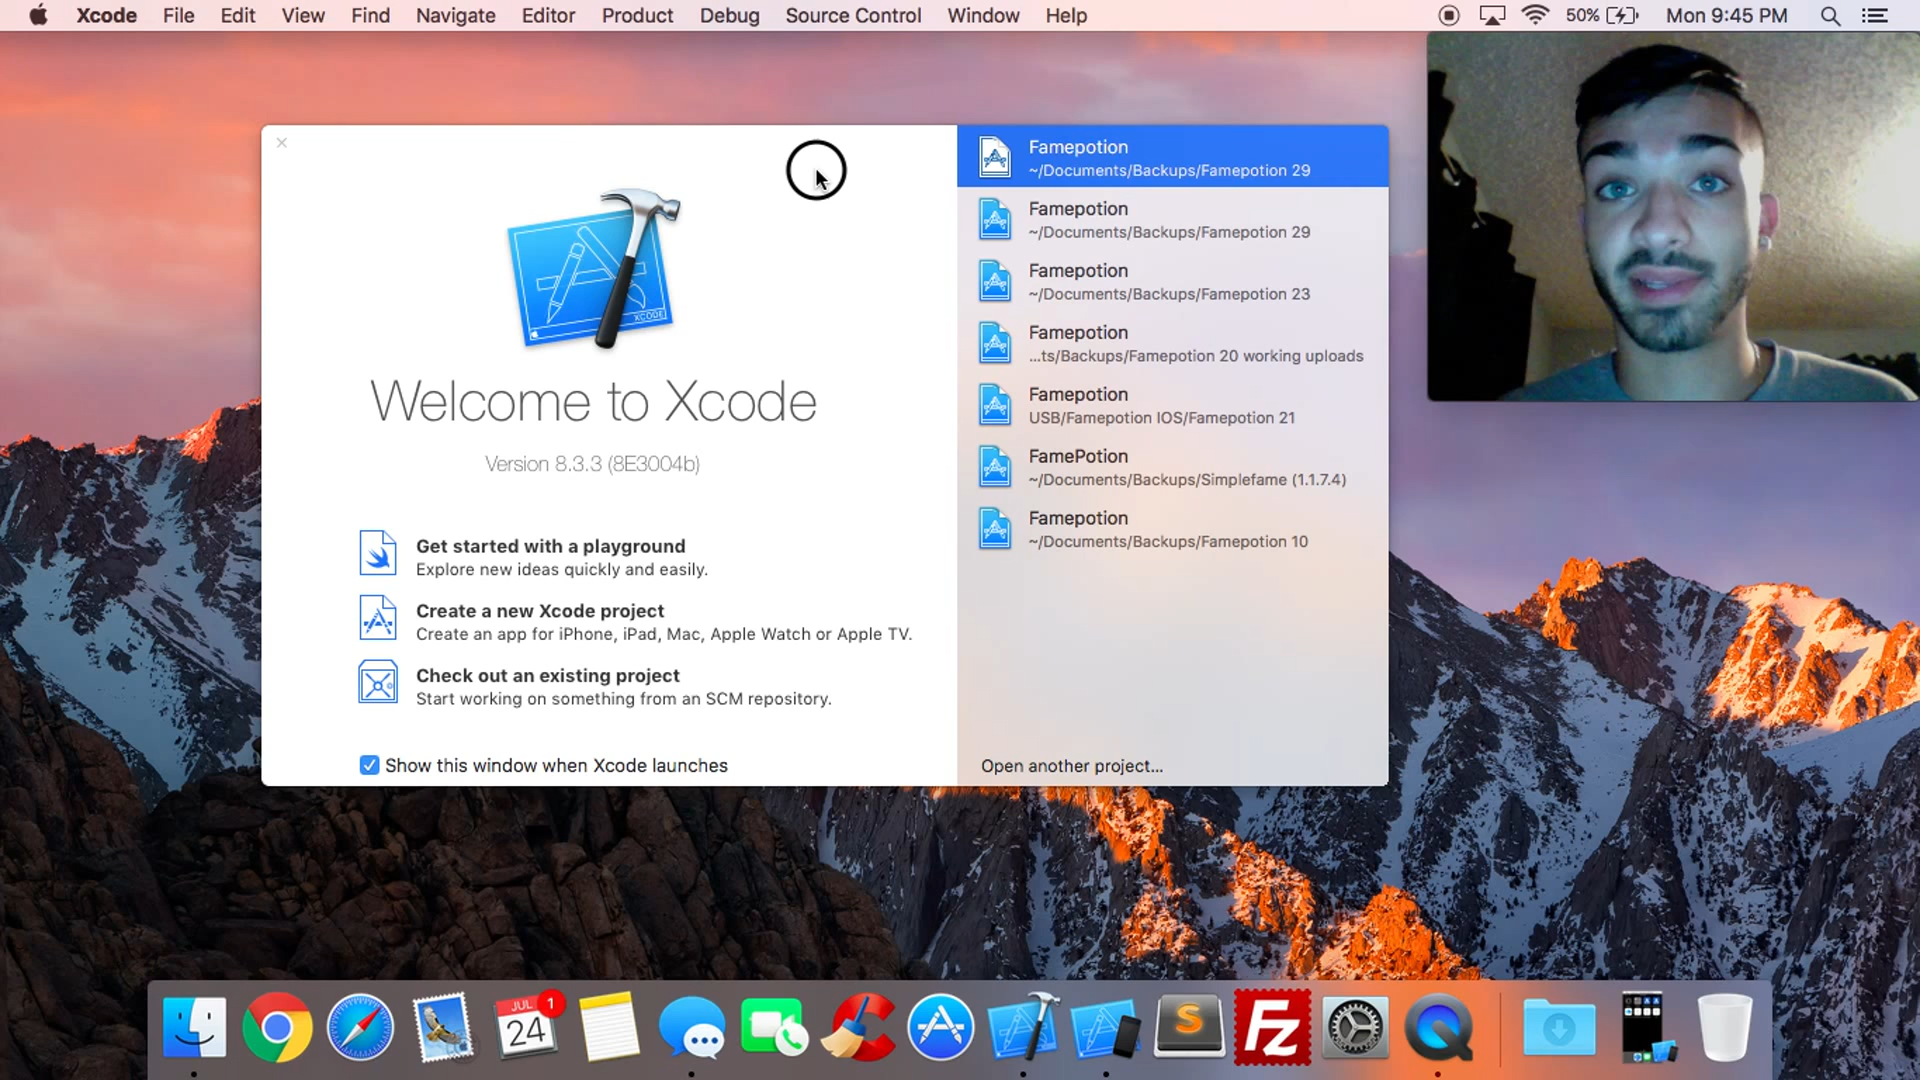 Xcode File Edit View Find Navigate Editor Product Debug Source Control Window Help 50% Mon 9:45 PM
XCODE
Welcome to Xcode
Version 8.3.3 (8E3004b)
Get started with a playground
Explore new ideas quickly and easily.
Create a new Xcode project
Create an app for iPhone, iPad, Mac, Apple Watch or Apple TV.
Check out an existing project
Start working on something from an SCM repository.
Show this window when Xcode launches
Famepotion
~/Documents/Backups/Famepotion 29
Famepotion
~/Documents/Backups/Famepotion 29
Famepotion
~/Documents/Backups/Famepotion 23
Famepotion
...ts/Backups/Famepotion 20 working uploads
Famepotion
USB/Famepotion IOS/Famepotion 21
FamePotion
~/Documents/Backups/Simplefame (1.1.7.4)
Famepotion
~/Documents/Backups/Famepotion 10
Open another project...
JUL 1
24
S
Fz